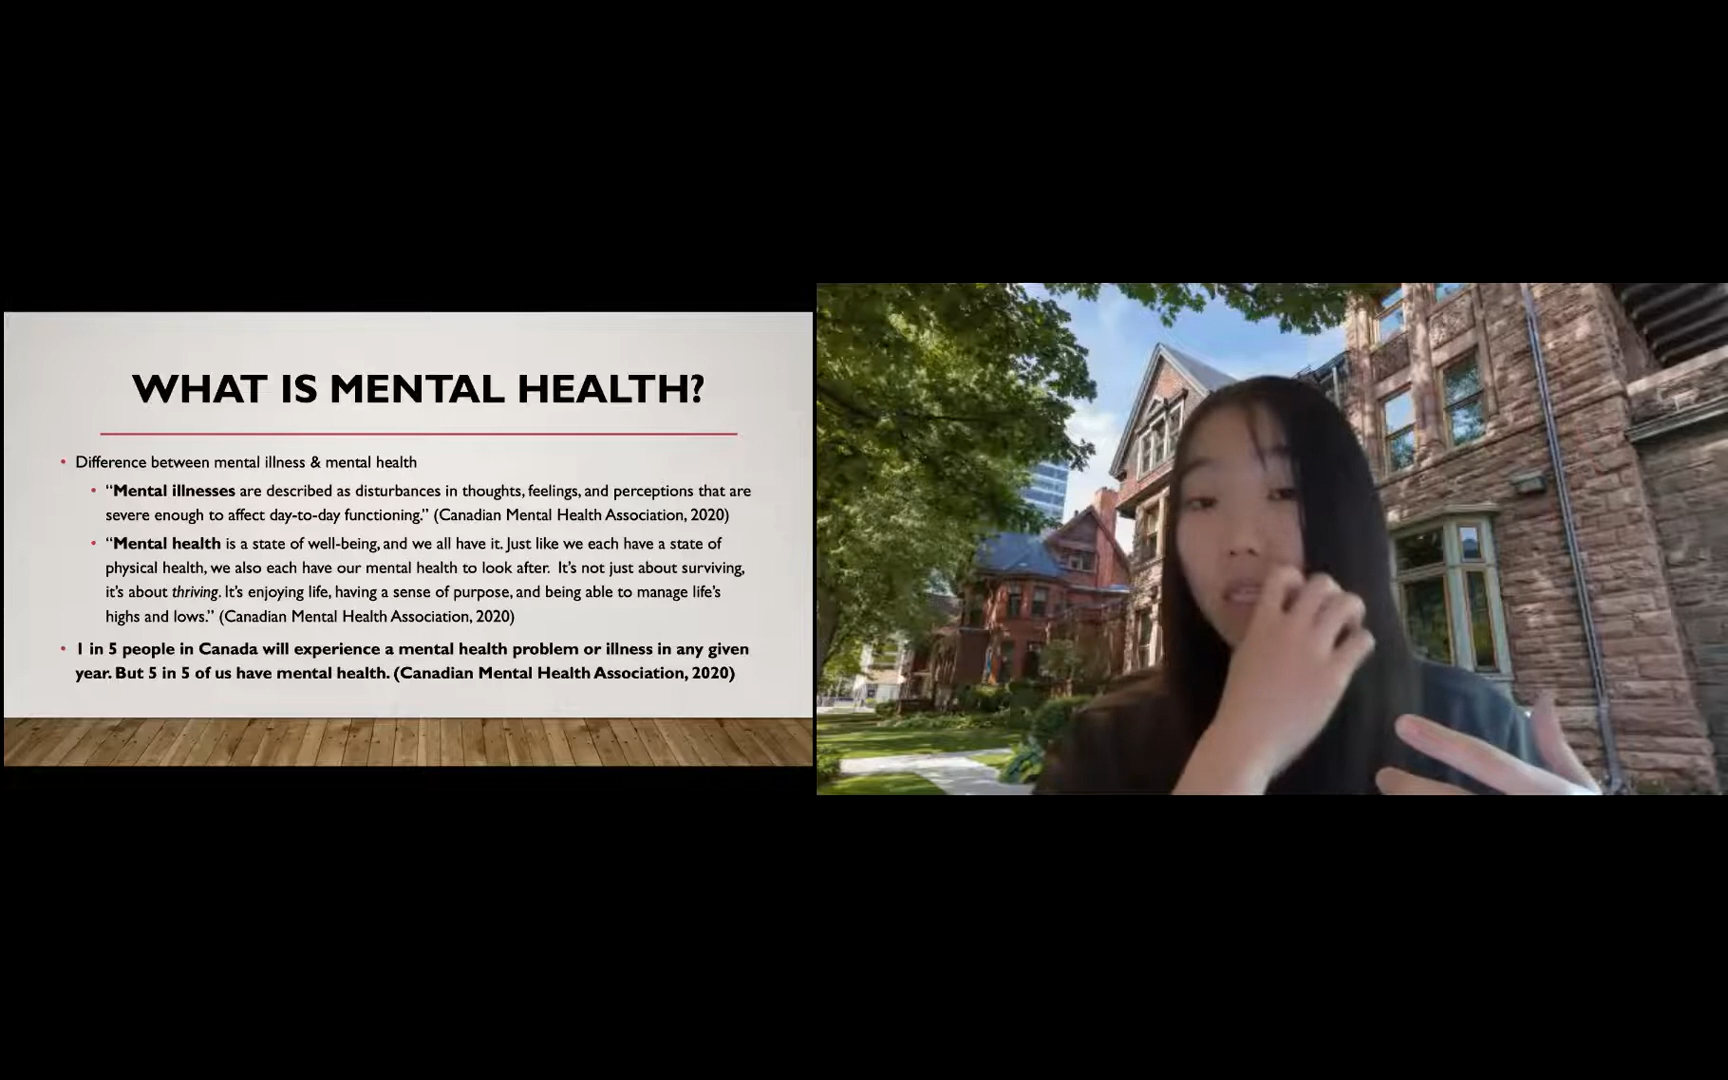 WHAT IS MENTAL HEALTH?
• Difference between mental illness & mental health
• “Mental illnesses are described as disturbances in thoughts, feelings, and perceptions that are
severe enough to affect day-to-day functioning.” (Canadian Mental Health Association, 2020)
• “Mental health is a state of well-being, and we all have it. Just like we each have a state of
physical health, we also each have our mental health to look after. It’s not just about surviving,
it’s about thriving. It’s enjoying life, having a sense of purpose, and being able to manage life’s
highs and lows.” (Canadian Mental Health Association, 2020)
• 1 in 5 people in Canada will experience a mental health problem or illness in any given
year. But 5 in 5 of us have mental health. (Canadian Mental Health Association, 2020)